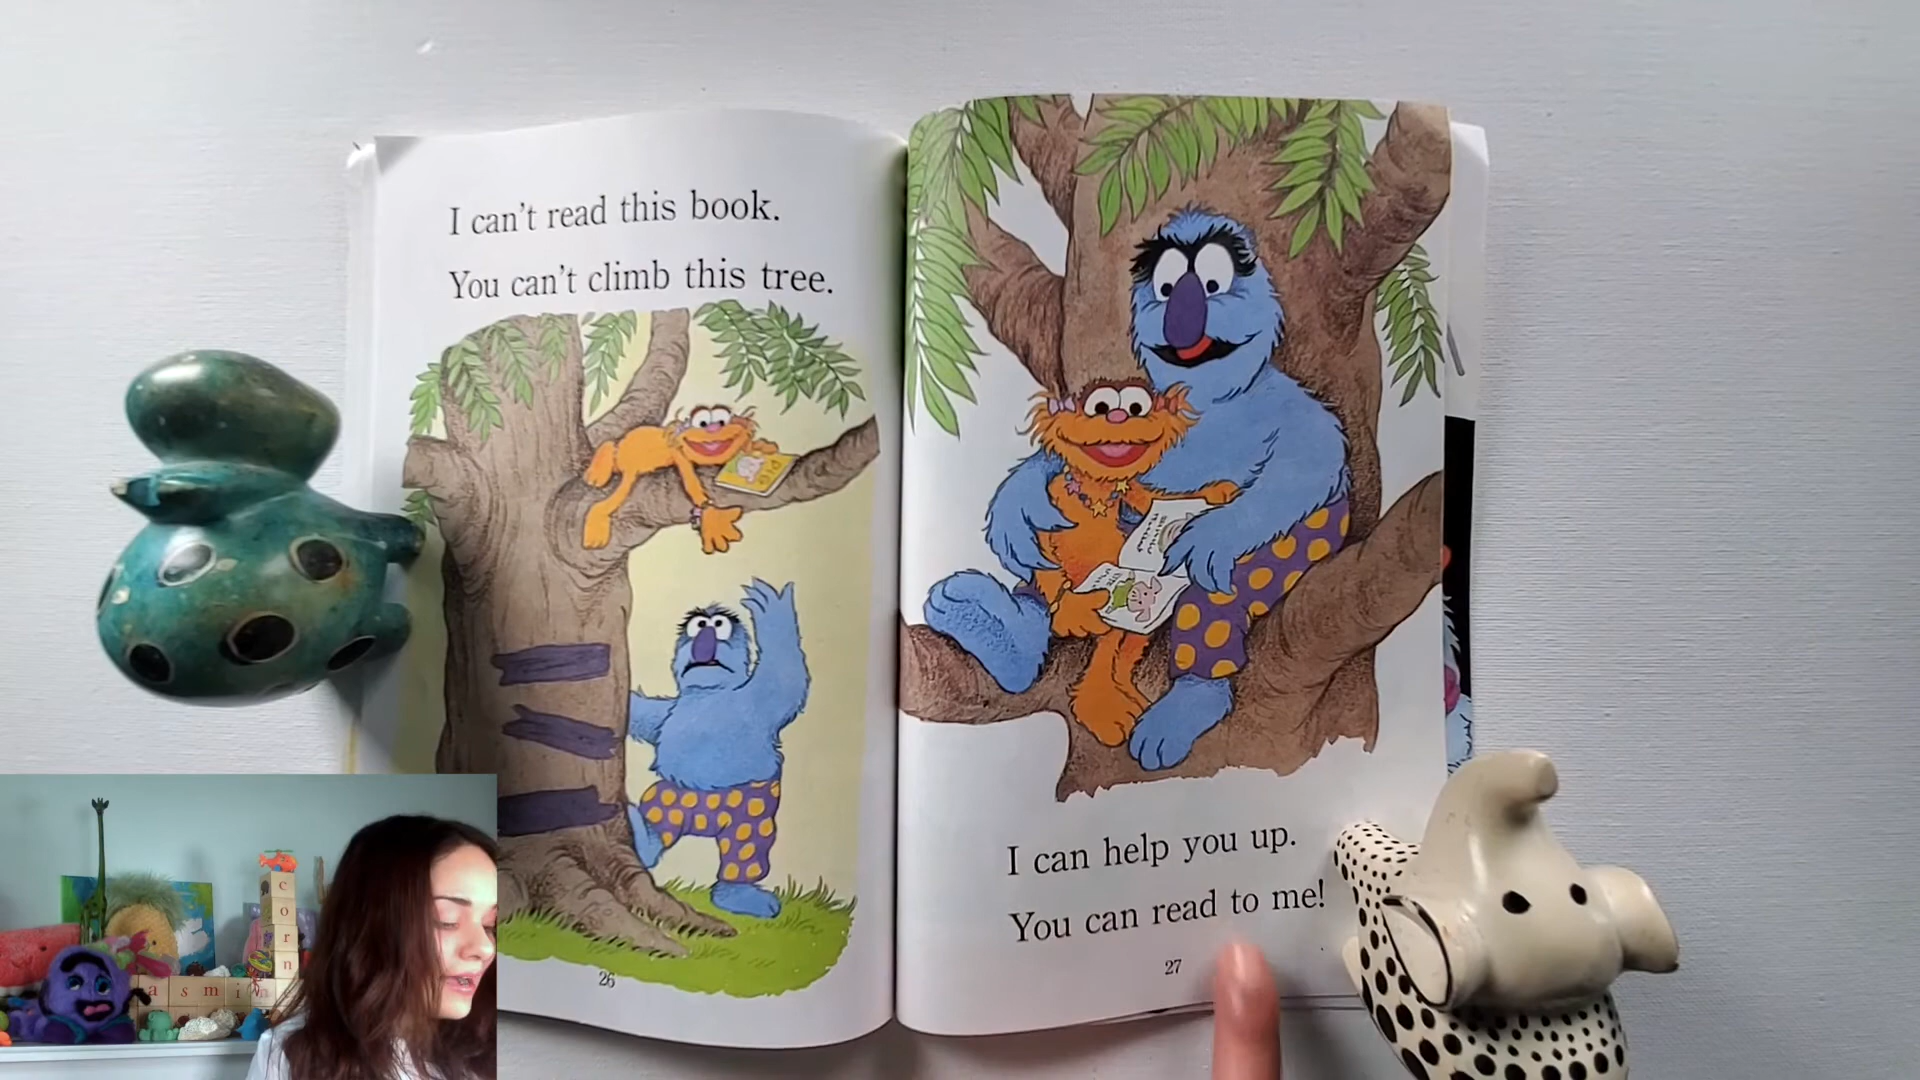 I can't read this book.
You can't climb this tree.
26
I can help you up.
You can read to me!
27
c
o
r
n
a s m i n